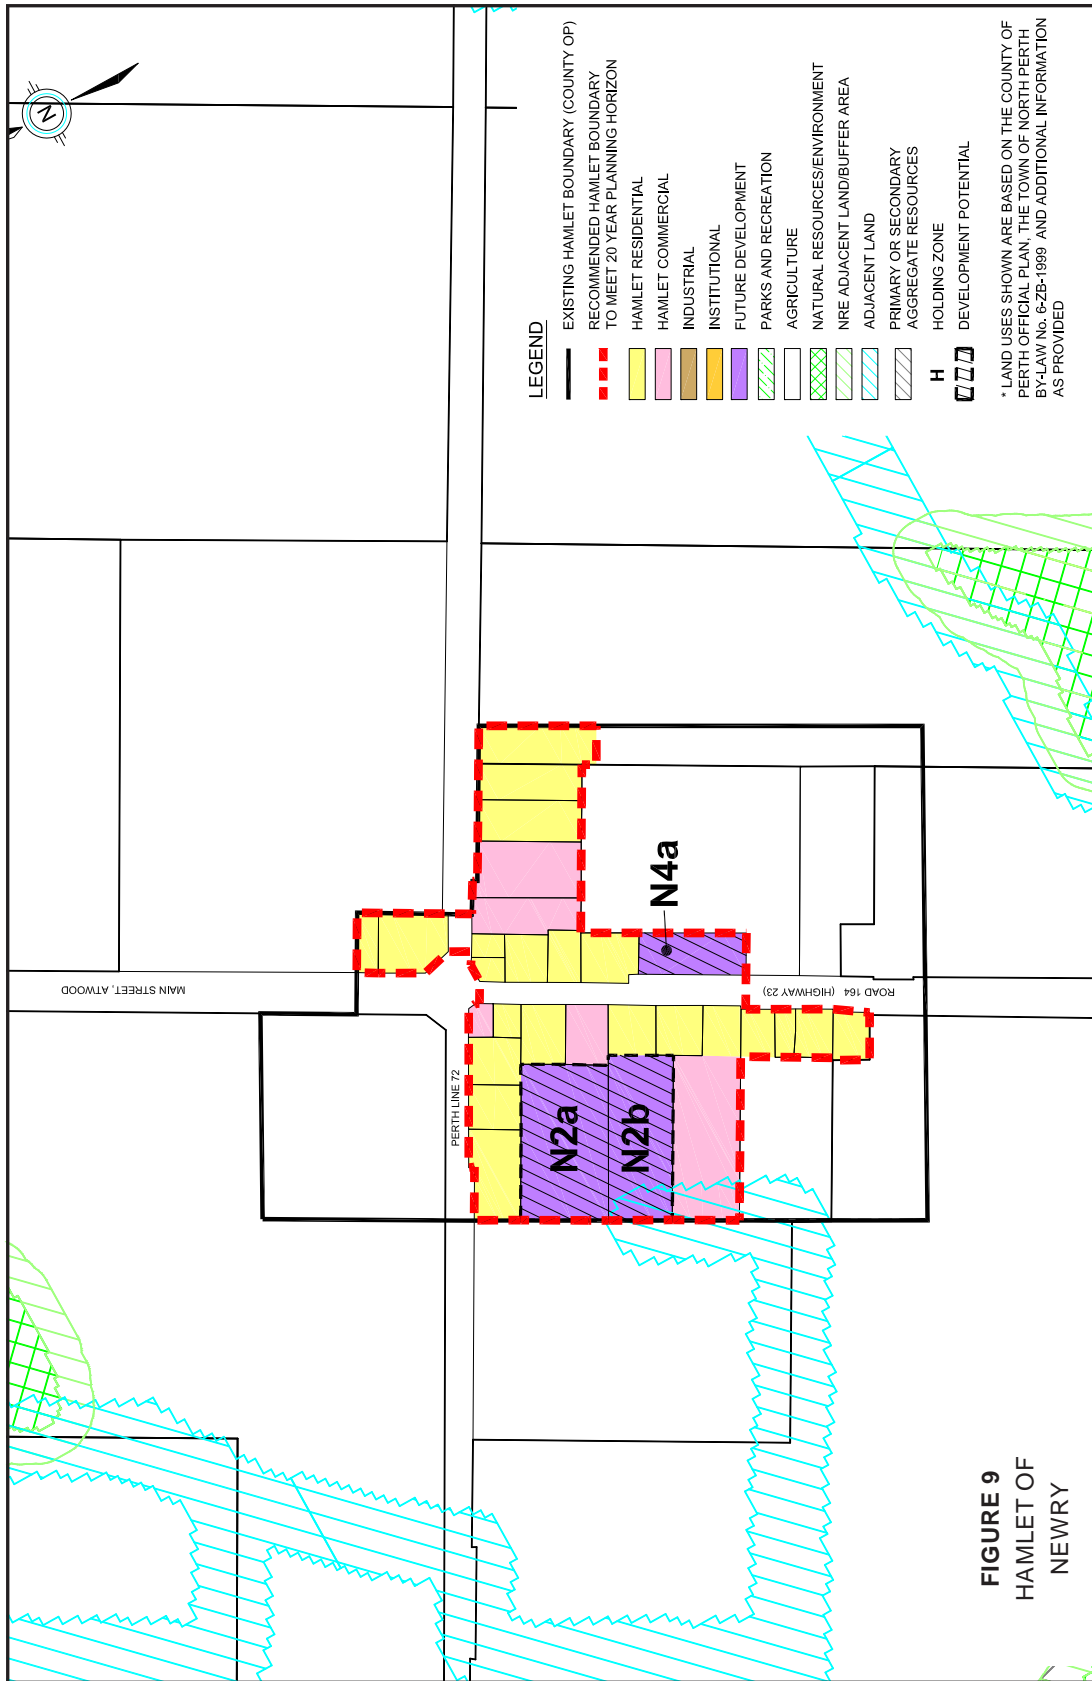 N
LEGEND
EXISTING HAMLET BOUNDARY (COUNTY OP)
RECOMMENDED HAMLET BOUNDARY
TO MEET 20 YEAR PLANNING HORIZON
HAMLET RESIDENTIAL
HAMLET COMMERCIAL
INDUSTRIAL
INSTITUTIONAL
FUTURE DEVELOPMENT
PARKS AND RECREATION
AGRICULTURE
NATURAL RESOURCES/ENVIRONMENT
NRE ADJACENT LAND/BUFFER AREA
ADJACENT LAND
PRIMARY OR SECONDARY
AGGREGATE RESOURCES
H HOLDING ZONE
DEVELOPMENT POTENTIAL
* LAND USES SHOWN ARE BASED ON THE COUNTY OF
PERTH OFFICIAL PLAN, THE TOWN OF NORTH PERTH
BY-LAW No. 6-ZB-1999 AND ADDITIONAL INFORMATION
AS PROVIDED
MAIN STREET, ATWOOD
PERTH LINE 72
ROAD 164 (HIGHWAY 23)
N4a
N2a
N2b
FIGURE 9
HAMLET OF
NEWRY